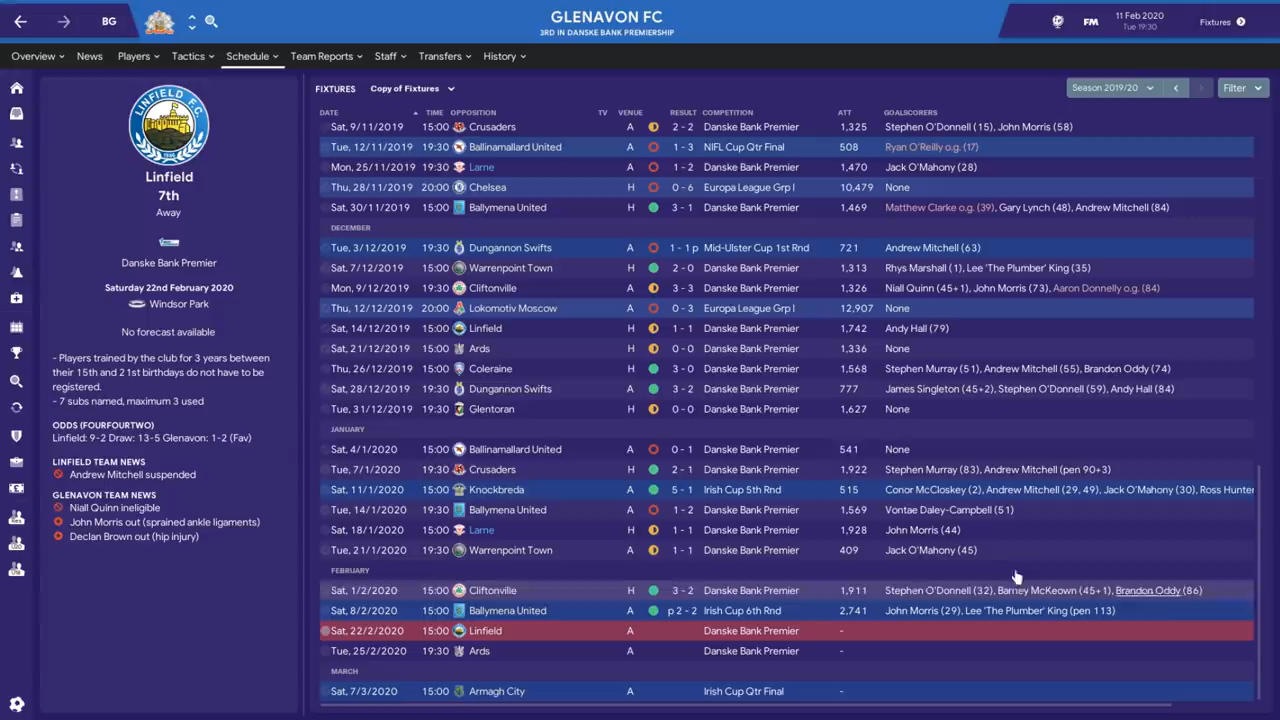 BG
GLENAVON FC
3RD IN DANSKE BANK PREMIERSHIP
11 Feb 2020
Tue 19:30
FM
Fixtures
Overview News Players Tactics Schedule Team Reports Staff Transfers History
Linfield
7th
Away
Danske Bank Premier
Saturday 22nd February 2020
Windsor Park
No forecast available
- Players trained by the club for 3 years between
their 15th and 21st birthdays do not have to be
registered.
- 7 subs named, maximum 3 used
ODDS (FOURFOURTWO)
Linfield: 9-2 Draw: 13-5 Glenavon: 1-2 (Fav)
LINFIELD TEAM NEWS
Andrew Mitchell suspended
GLENAVON TEAM NEWS
Niall Quinn ineligible
John Morris out (sprained ankle ligaments)
Declan Brown out (hip injury)
FIXTURES Copy of Fixtures Season 2019/20 Filter
DATE TIME OPPOSITION TV VENUE RESULT COMPETITION ATT GOALSCORERS
Sat, 9/11/2019 15:00 Crusaders A 2 - 2 Danske Bank Premier 1,325 Stephen O'Donnell (15), John Morris (58)
Tue, 12/11/2019 19:30 Ballinamallard United A 1 - 3 NIFL Cup Qtr Final 508 Ryan O'Reilly o.g. (17)
Mon, 25/11/2019 19:30 Larne A 1 - 2 Danske Bank Premier 1,470 Jack O'Mahony (28)
Thu, 28/11/2019 20:00 Chelsea H 0 - 6 Europa League Grp I 10,479 None
Sat, 30/11/2019 15:00 Ballymena United H 3 - 1 Danske Bank Premier 1,469 Matthew Clarke o.g. (39), Gary Lynch (48), Andrew Mitchell (84)
DECEMBER
Tue, 3/12/2019 19:30 Dungannon Swifts A 1 - 1 p Mid-Ulster Cup 1st Rnd 721 Andrew Mitchell (63)
Sat, 7/12/2019 15:00 Warrenpoint Town H 2 - 0 Danske Bank Premier 1,313 Rhys Marshall (1), Lee 'The Plumber' King (35)
Mon, 9/12/2019 19:30 Cliftonville A 3 - 3 Danske Bank Premier 1,326 Niall Quinn (45+1), John Morris (73), Aaron Donnelly o.g. (84)
Thu, 12/12/2019 20:00 Lokomotiv Moscow A 0 - 3 Europa League Grp I 12,907 None
Sat, 14/12/2019 15:00 Linfield H 1 - 1 Danske Bank Premier 1,742 Andy Hall (79)
Sat, 21/12/2019 15:00 Ards H 0 - 0 Danske Bank Premier 1,336 None
Thu, 26/12/2019 15:00 Coleraine H 3 - 0 Danske Bank Premier 1,568 Stephen Murray (51), Andrew Mitchell (55), Brandon Oddy (74)
Sat, 28/12/2019 19:30 Dungannon Swifts A 3 - 2 Danske Bank Premier 777 James Singleton (45+2), Stephen O'Donnell (59), Andy Hall (84)
Tue, 31/12/2019 19:30 Glentoran H 0 - 0 Danske Bank Premier 1,627 None
JANUARY
Sat, 4/1/2020 15:00 Ballinamallard United A 0 - 1 Danske Bank Premier 541 None
Tue, 7/1/2020 19:30 Crusaders H 2 - 1 Danske Bank Premier 1,922 Stephen Murray (83), Andrew Mitchell (pen 90+3)
Sat, 11/1/2020 15:00 Knockbreda A 5 - 1 Irish Cup 5th Rnd 515 Conor McCloskey (2), Andrew Mitchell (29, 49), Jack O'Mahony (30), Ross Hunter
Tue, 14/1/2020 19:30 Ballymena United A 1 - 2 Danske Bank Premier 1,569 Vontae Daley-Campbell (51)
Sat, 18/1/2020 15:00 Larne H 1 - 1 Danske Bank Premier 1,928 John Morris (44)
Tue, 21/1/2020 19:30 Warrenpoint Town A 1 - 1 Danske Bank Premier 409 Jack O'Mahony (45)
FEBRUARY
Sat, 1/2/2020 15:00 Cliftonville H 3 - 2 Danske Bank Premier 1,911 Stephen O'Donnell (32), Barney McKeown (45+1), Brandon Oddy (86)
Sat, 8/2/2020 15:00 Ballymena United A p 2 - 2 Irish Cup 6th Rnd 2,741 John Morris (29), Lee 'The Plumber' King (pen 113)
Sat, 22/2/2020 15:00 Linfield A Danske Bank Premier -
Tue, 25/2/2020 19:30 Ards A Danske Bank Premier -
MARCH
Sat, 7/3/2020 15:00 Armagh City A Irish Cup Qtr Final -